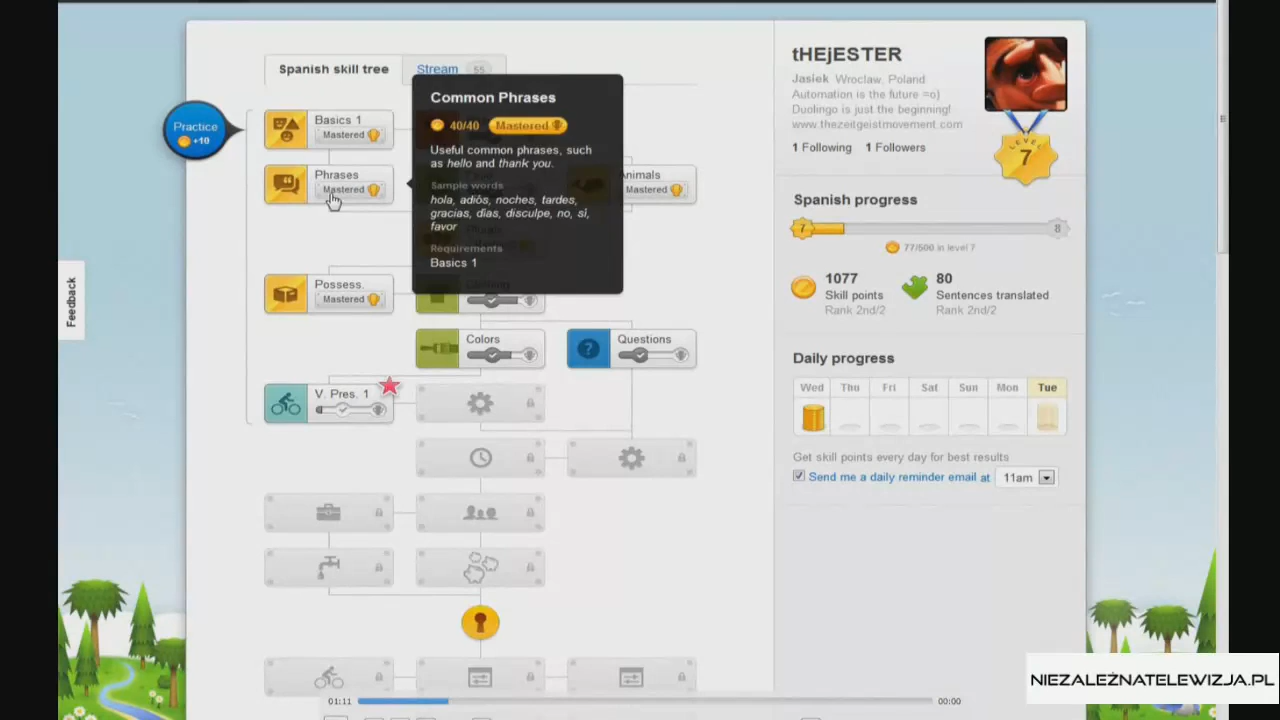 Spanish skill tree
Stream 55
Practice
+10
Basics 1
Mastered
Phrases
Mastered
Common Phrases
40/40 Mastered
Useful common phrases, such
as hello and thank you.
Sample words
hola, adiós, noches, tardes,
gracias, días, disculpe, no, sí,
favor
Requirements
Basics 1
Animals
Mastered
Possess.
Mastered
Colors
Questions
V. Pres. 1
tHEjESTER
Jasiek Wroclaw, Poland
Automation is the future =o)
Duolingo is just the beginning!
www.thezeitgeistmovement.com
1 Following 1 Followers
LEVEL
7
Spanish progress
7 8
77/500 in level 7
1077
Skill points
Rank 2nd/2
80
Sentences translated
Rank 2nd/2
Daily progress
Wed Thu Fri Sat Sun Mon Tue
Get skill points every day for best results
Send me a daily reminder email at 11am
Feedback
01:11 00:00
NIEZALEŻNATELEWIZJA.PL